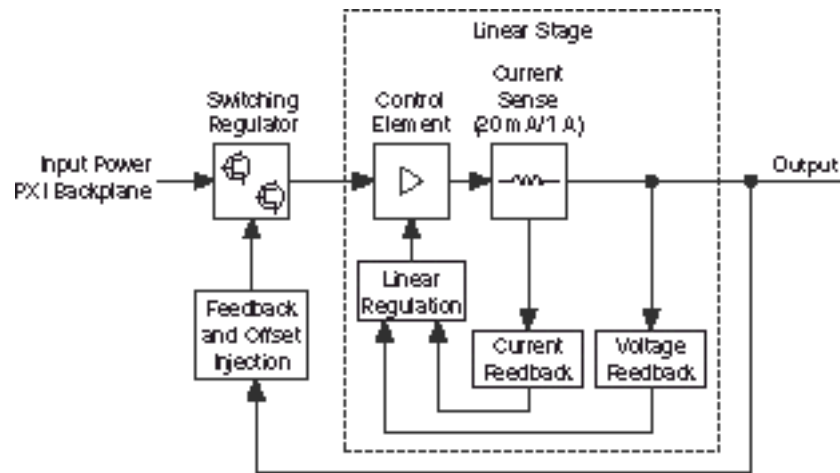 Linear Stage
Switching
Regulator
Control
Element
Current
Sense
(20 mA/1 A)
Input Power
PXI Backplane
Output
Linear
Regulation
Feedback
and Offset
Injection
Current
Feedback
Voltage
Feedback